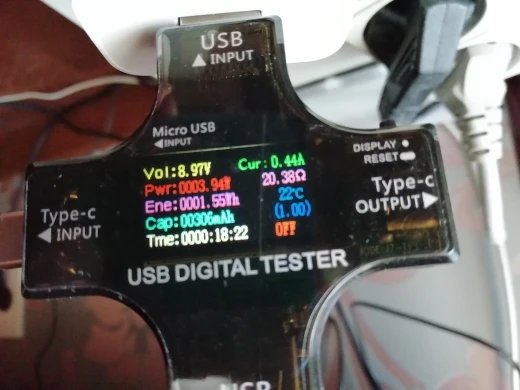 USB
▲INPUT
Micro USB
◀INPUT
DISPLAY
RESET
Vol:8.97V Cur:0.44A
Pwr:0003.94W 20.38Ω
Ene:0001.55Wh 22℃
Cap:00306mAh (1.00)
Tme:0000:18:22 OFF
Type-c
◀INPUT
Type-c
OUTPUT▶
USB DIGITAL TESTER
USB